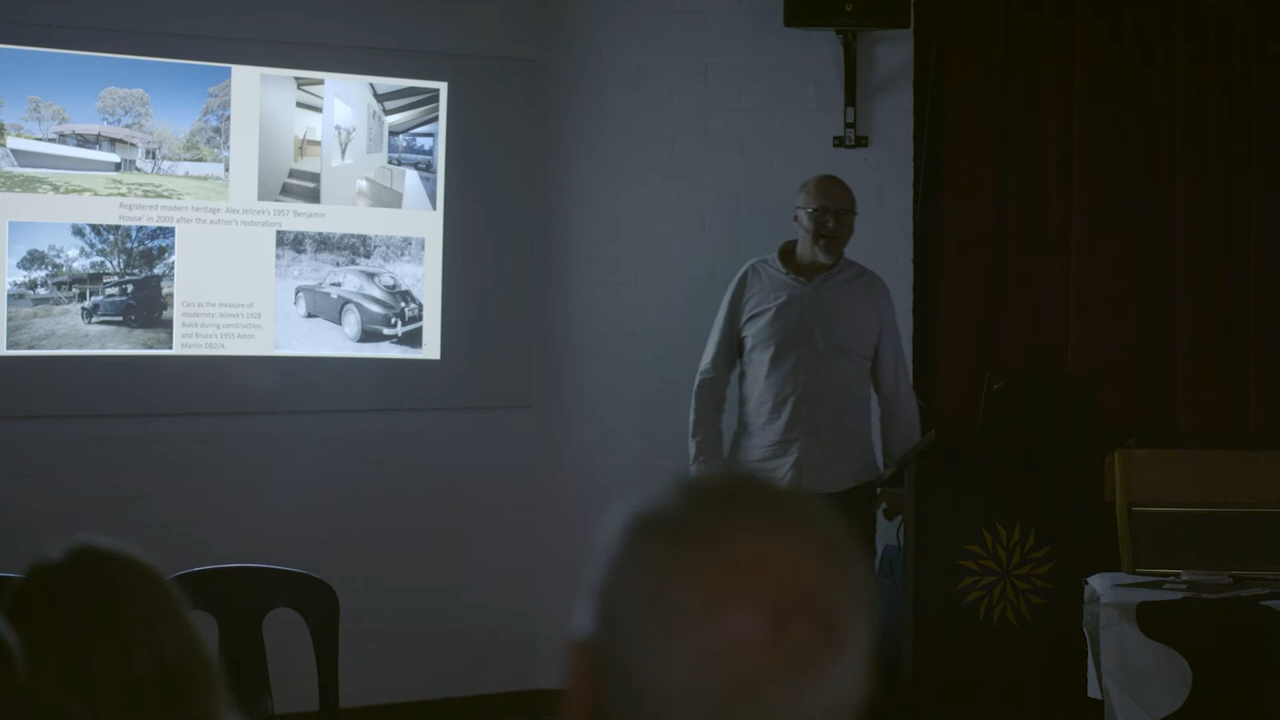 Registered modern heritage: Alex Jelinek's 1957 'Benjamin
House' in 2009 after the author's restorations
Cars as the measure of
modernity: Jelinek's 1928
Buick during construction,
and Bruce's 1955 Aston
Martin DB2/4.